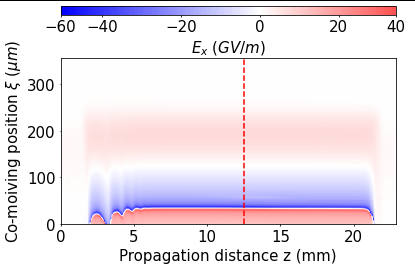 −60 −40 −20 0 20 40
E_x (GV/m)
Co-moiving position ξ (μm)
300
200
100
0
0 5 10 15 20
Propagation distance z (mm)